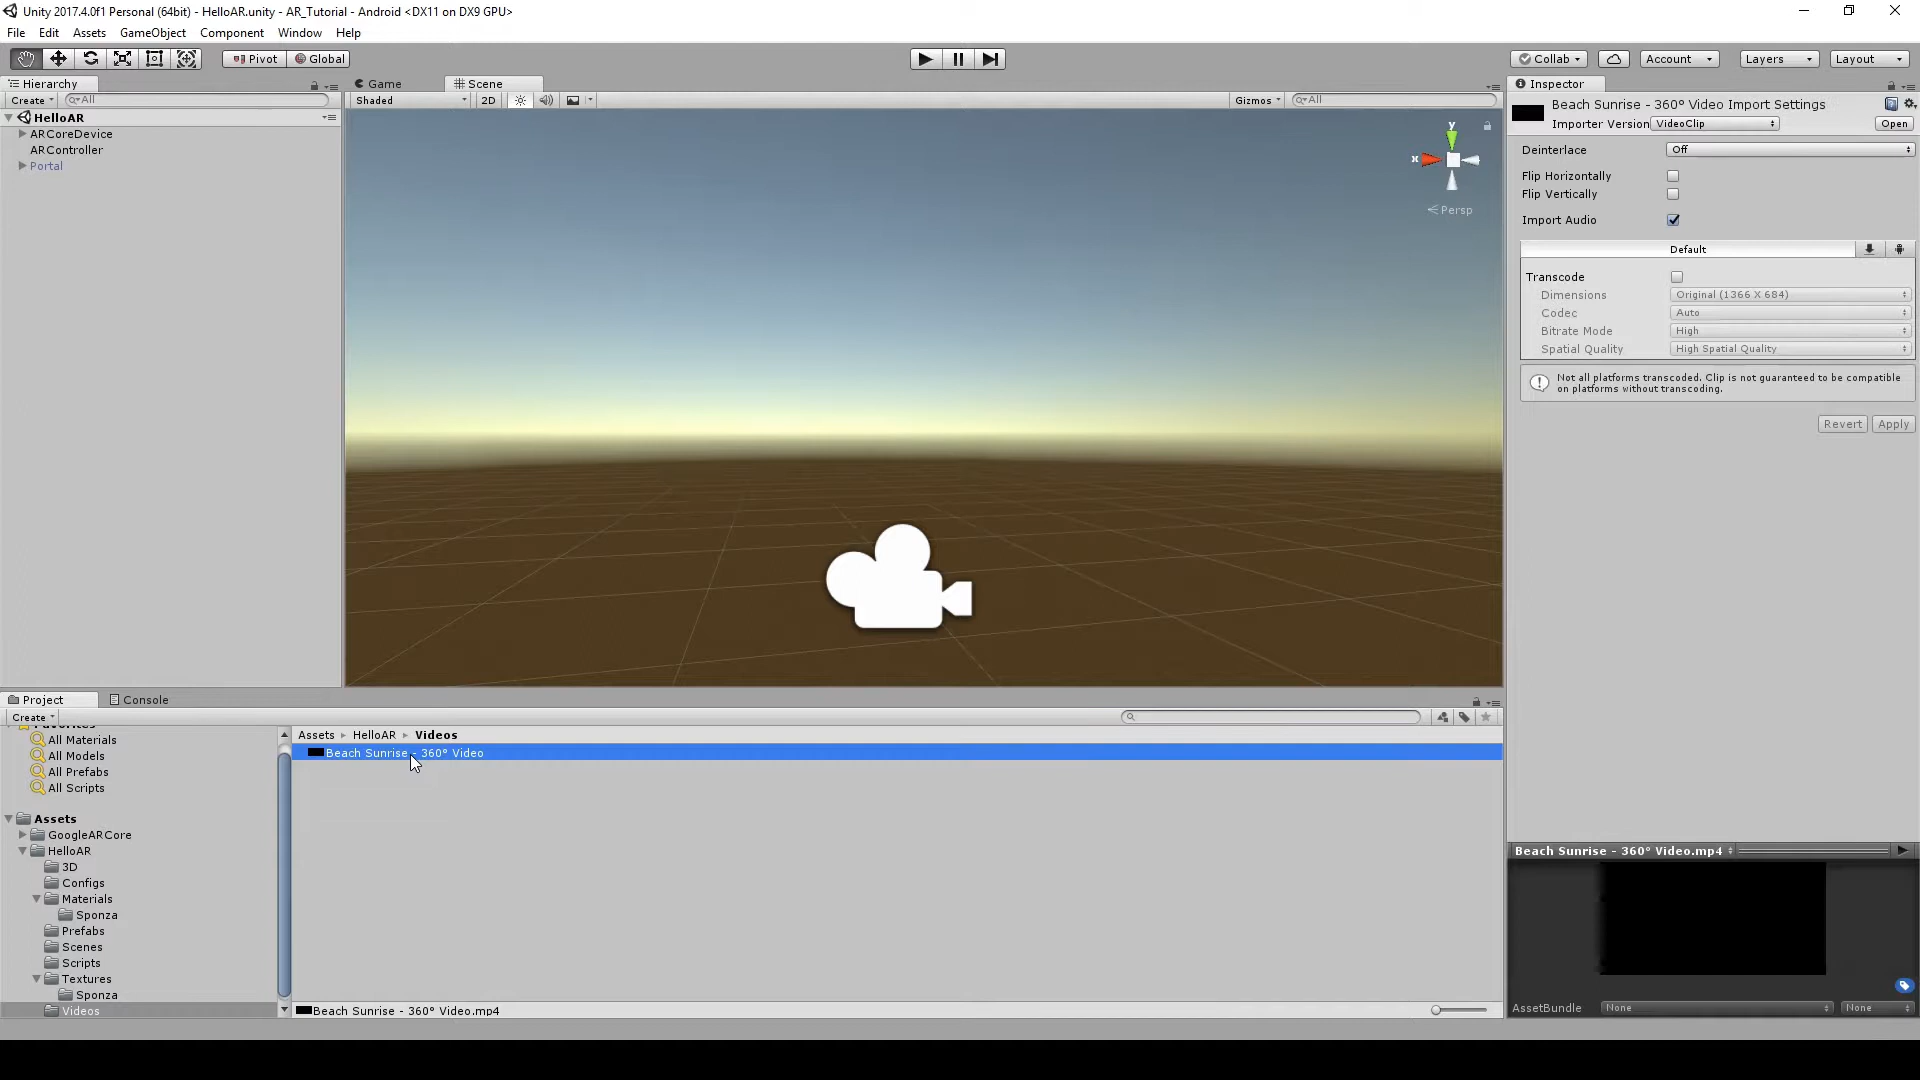 Unity 2017.4.0f1 Personal (64bit) - HelloAR.unity - AR_Tutorial - Android <DX11 on DX9 GPU>
File Edit Assets GameObject Component Window Help
Pivot Global Collab Account Layers Layout
Hierarchy
Create All
HelloAR
ARCoreDevice
ARController
Portal
Game Scene
Shaded 2D Gizmos All
y
x
Persp
Inspector
Beach Sunrise - 360° Video Import Settings
Importer Version VideoClip Open
Deinterlace Off
Flip Horizontally
Flip Vertically
Import Audio
Default
Transcode
Dimensions Original (1366 X 684)
Codec Auto
Bitrate Mode High
Spatial Quality High Spatial Quality
Not all platforms transcoded. Clip is not guaranteed to be compatible
on platforms without transcoding.
Revert Apply
Project Console
Create
Favorites
All Materials
All Models
All Prefabs
All Scripts
Assets
GoogleARCore
HelloAR
3D
Configs
Materials
Sponza
Prefabs
Scenes
Scripts
Textures
Sponza
Videos
Assets HelloAR Videos
Beach Sunrise - 360° Video
Beach Sunrise - 360° Video.mp4
Beach Sunrise - 360° Video.mp4
AssetBundle None None